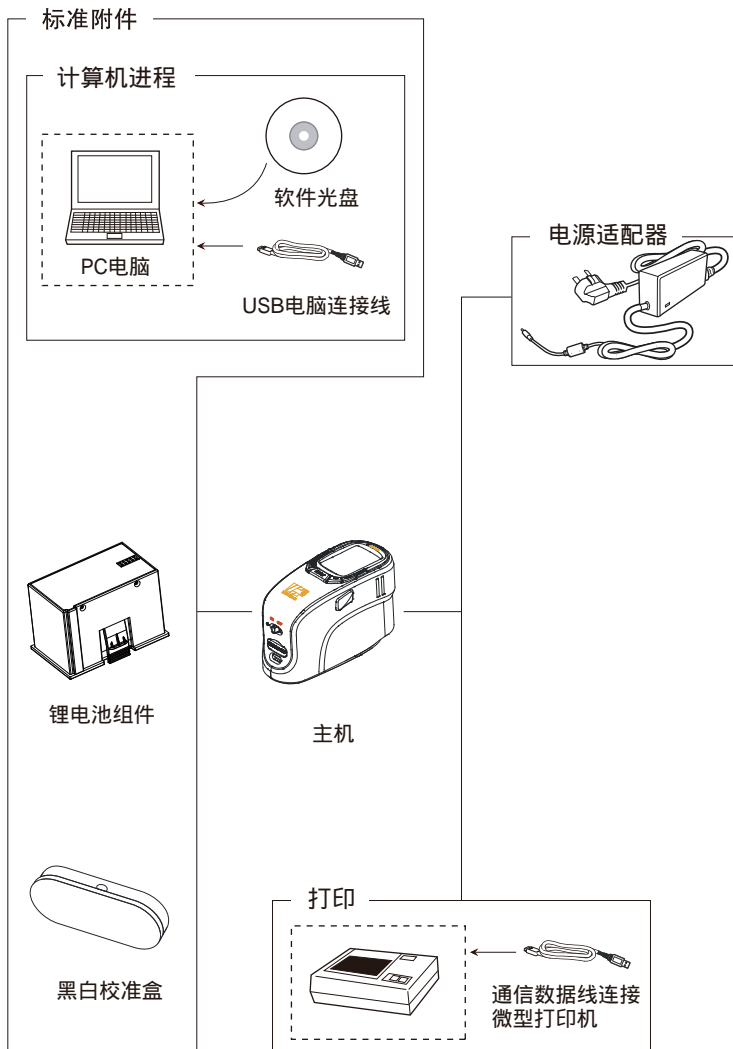 标准附件
计算机进程
软件光盘
PC电脑
USB电脑连接线
电源适配器
锂电池组件
主机
黑白校准盒
打印
通信数据线连接
微型打印机